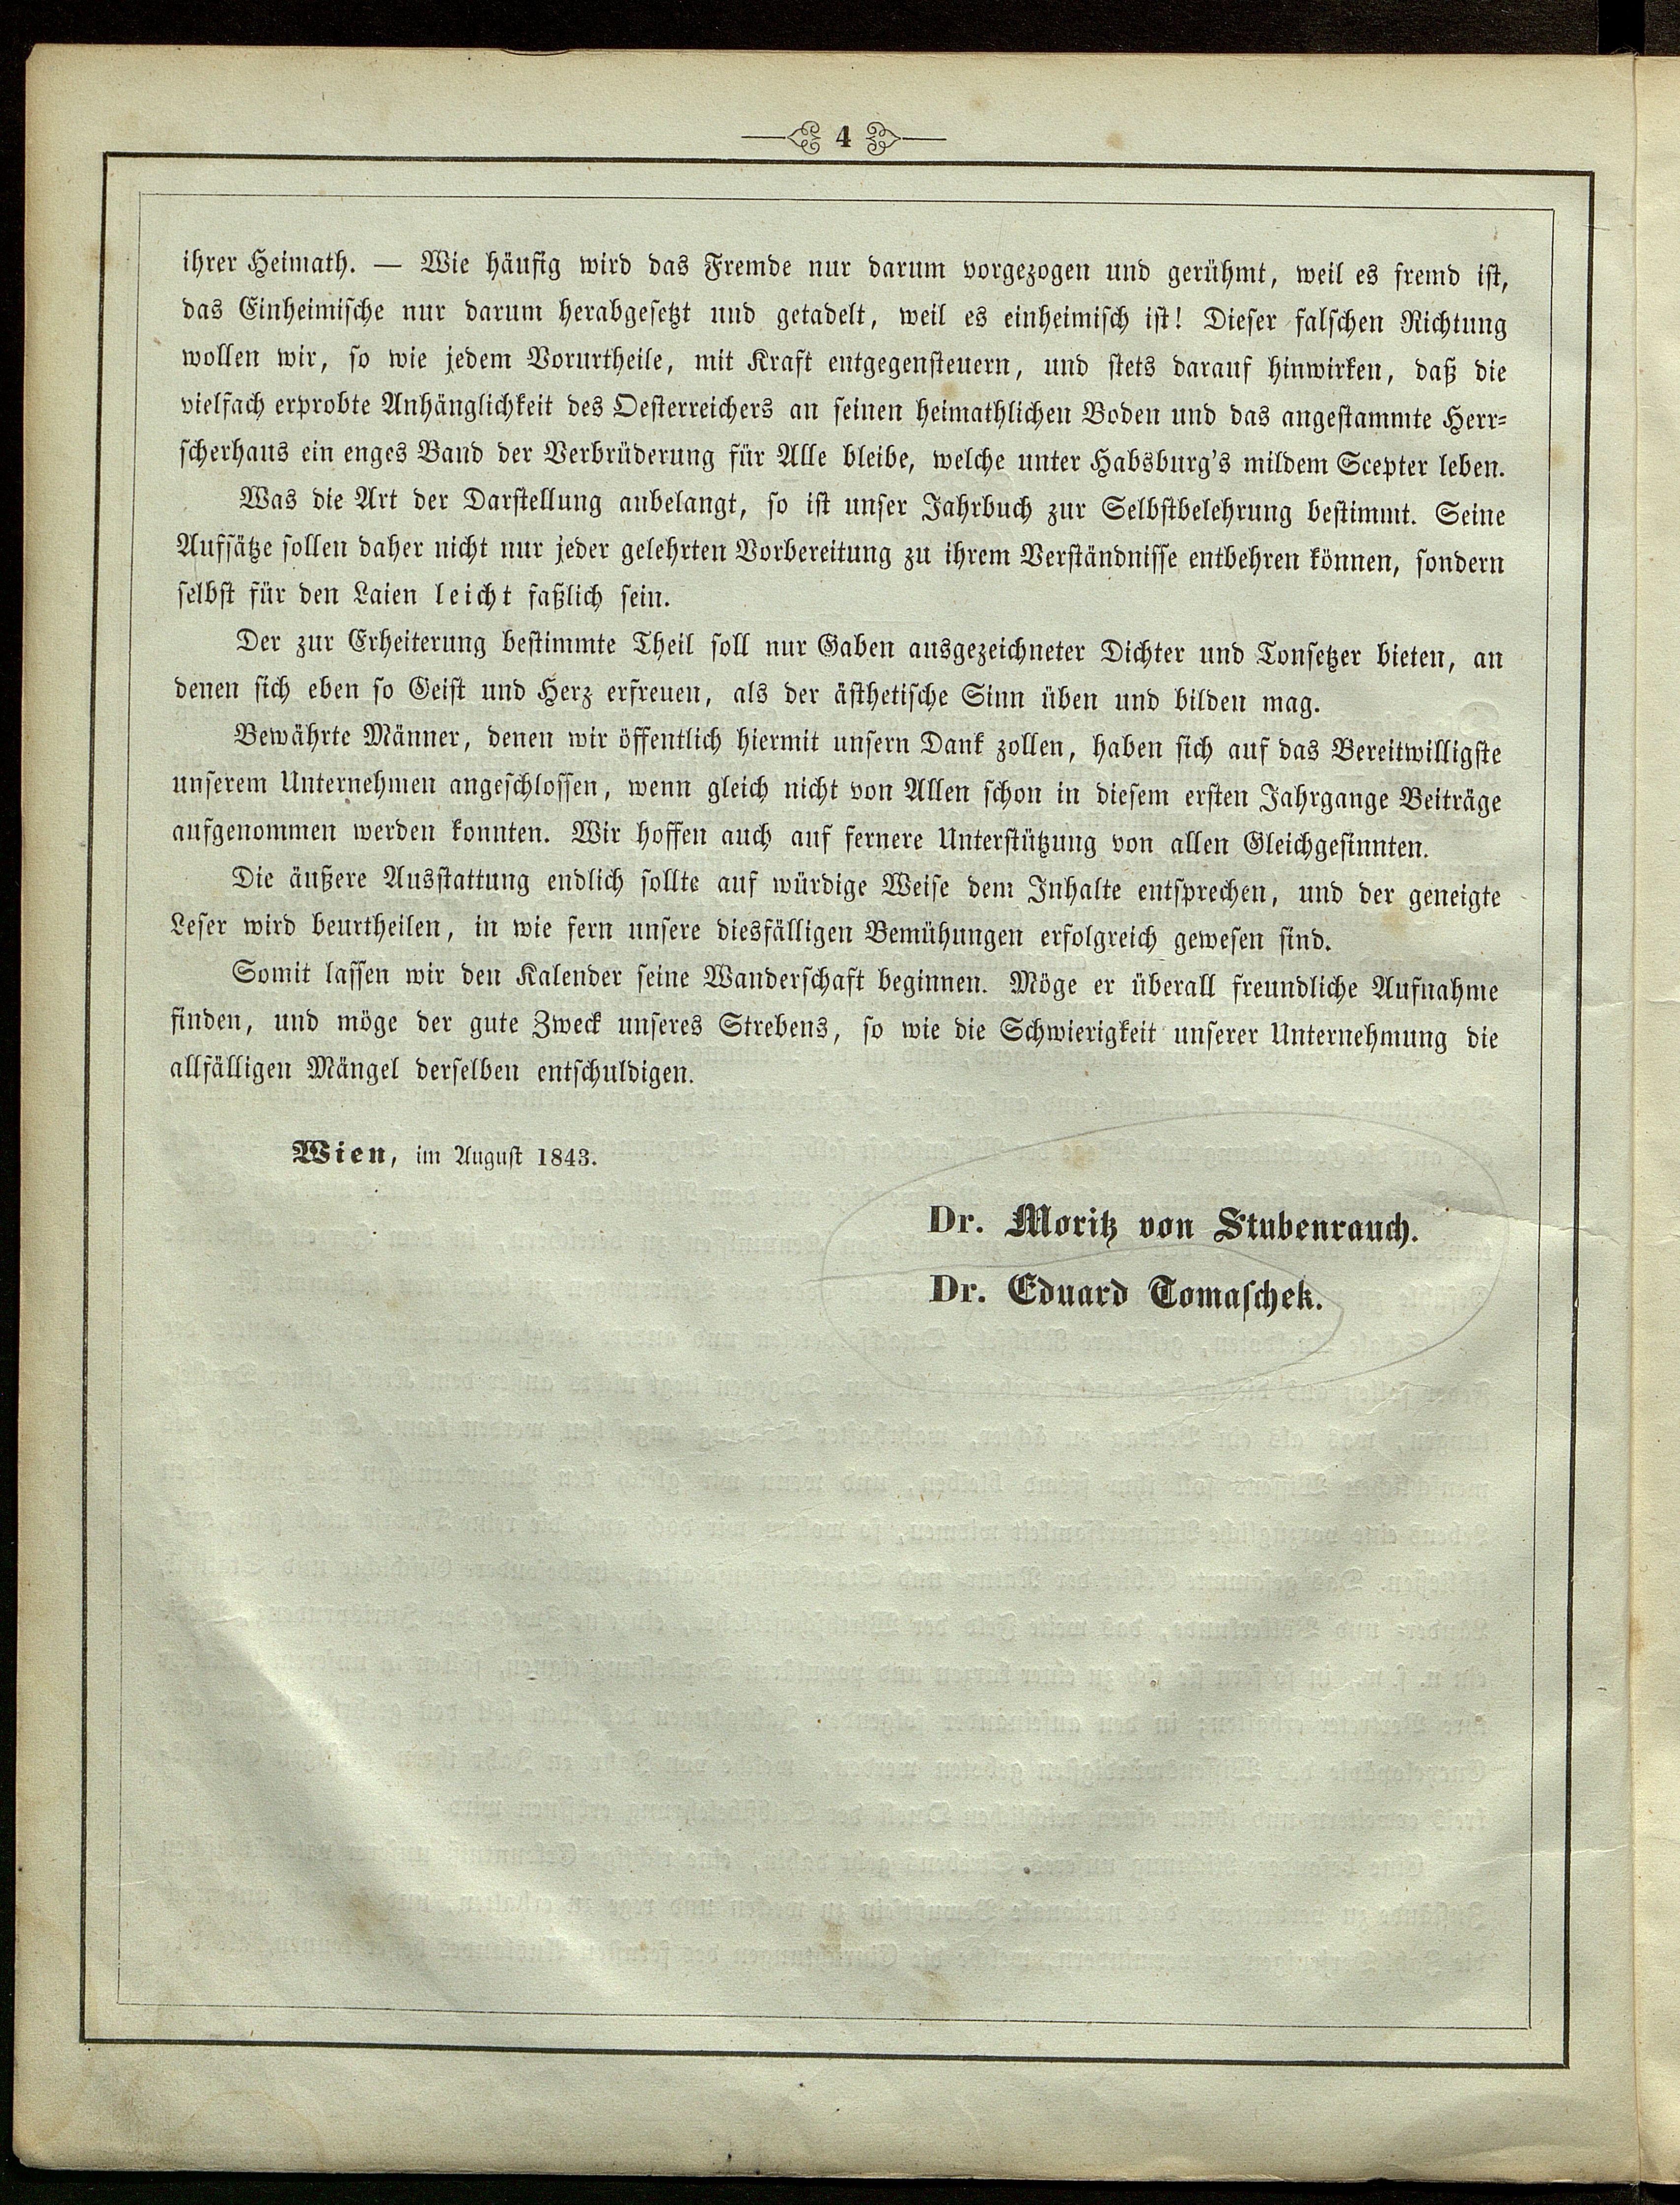 4
ihrer Heimath. — Wie häufig wird das Fremde nur darum vorgezogen und gerühmt, weil es fremd ist,
das Einheimische nur darum herabgesetzt und getadelt, weil es einheimisch ist! Dieser falschen Richtung
wollen wir, so wie jedem Vorurtheile, mit Kraft entgegensteuern, und stets darauf hinwirken, daß die
vielfach erprobte Anhänglichkeit des Oesterreichers an seinen heimathlichen Boden und das angestammte Herr-
scherhaus ein enges Band der Verbrüderung für Alle bleibe, welche unter Habsburg's mildem Scepter leben.
Was die Art der Darstellung anbelangt, so ist unser Jahrbuch zur Selbstbelehrung bestimmt. Seine
Aufsätze sollen daher nicht nur jeder gelehrten Vorbereitung zu ihrem Verständnisse entbehren können, sondern
selbst für den Laien leicht faßlich sein.
Der zur Erheiterung bestimmte Theil soll nur Gaben ausgezeichneter Dichter und Tonsetzer bieten, an
denen sich eben so Geist und Herz erfreuen, als der ästhetische Sinn üben und bilden mag.
Bewährte Männer, denen wir öffentlich hiermit unsern Dank zollen, haben sich auf das Bereitwilligste
unserem Unternehmen angeschlossen, wenn gleich nicht von Allen schon in diesem ersten Jahrgange Beiträge
aufgenommen werden konnten. Wir hoffen auch auf fernere Unterstützung von allen Gleichgesinnten.
Die äußere Ausstattung endlich sollte auf würdige Weise dem Inhalte entsprechen, und der geneigte
Leser wird beurtheilen, in wie fern unsere diesfälligen Bemühungen erfolgreich gewesen sind.
Somit lassen wir den Kalender seine Wanderschaft beginnen. Möge er überall freundliche Aufnahme
finden, und möge der gute Zweck unseres Strebens, so wie die Schwierigkeit unserer Unternehmung die
allfälligen Mängel derselben entschuldigen.
Wien, im August 1843.
Dr. Moritz von Stubenrauch.
Dr. Eduard Tomaschek.